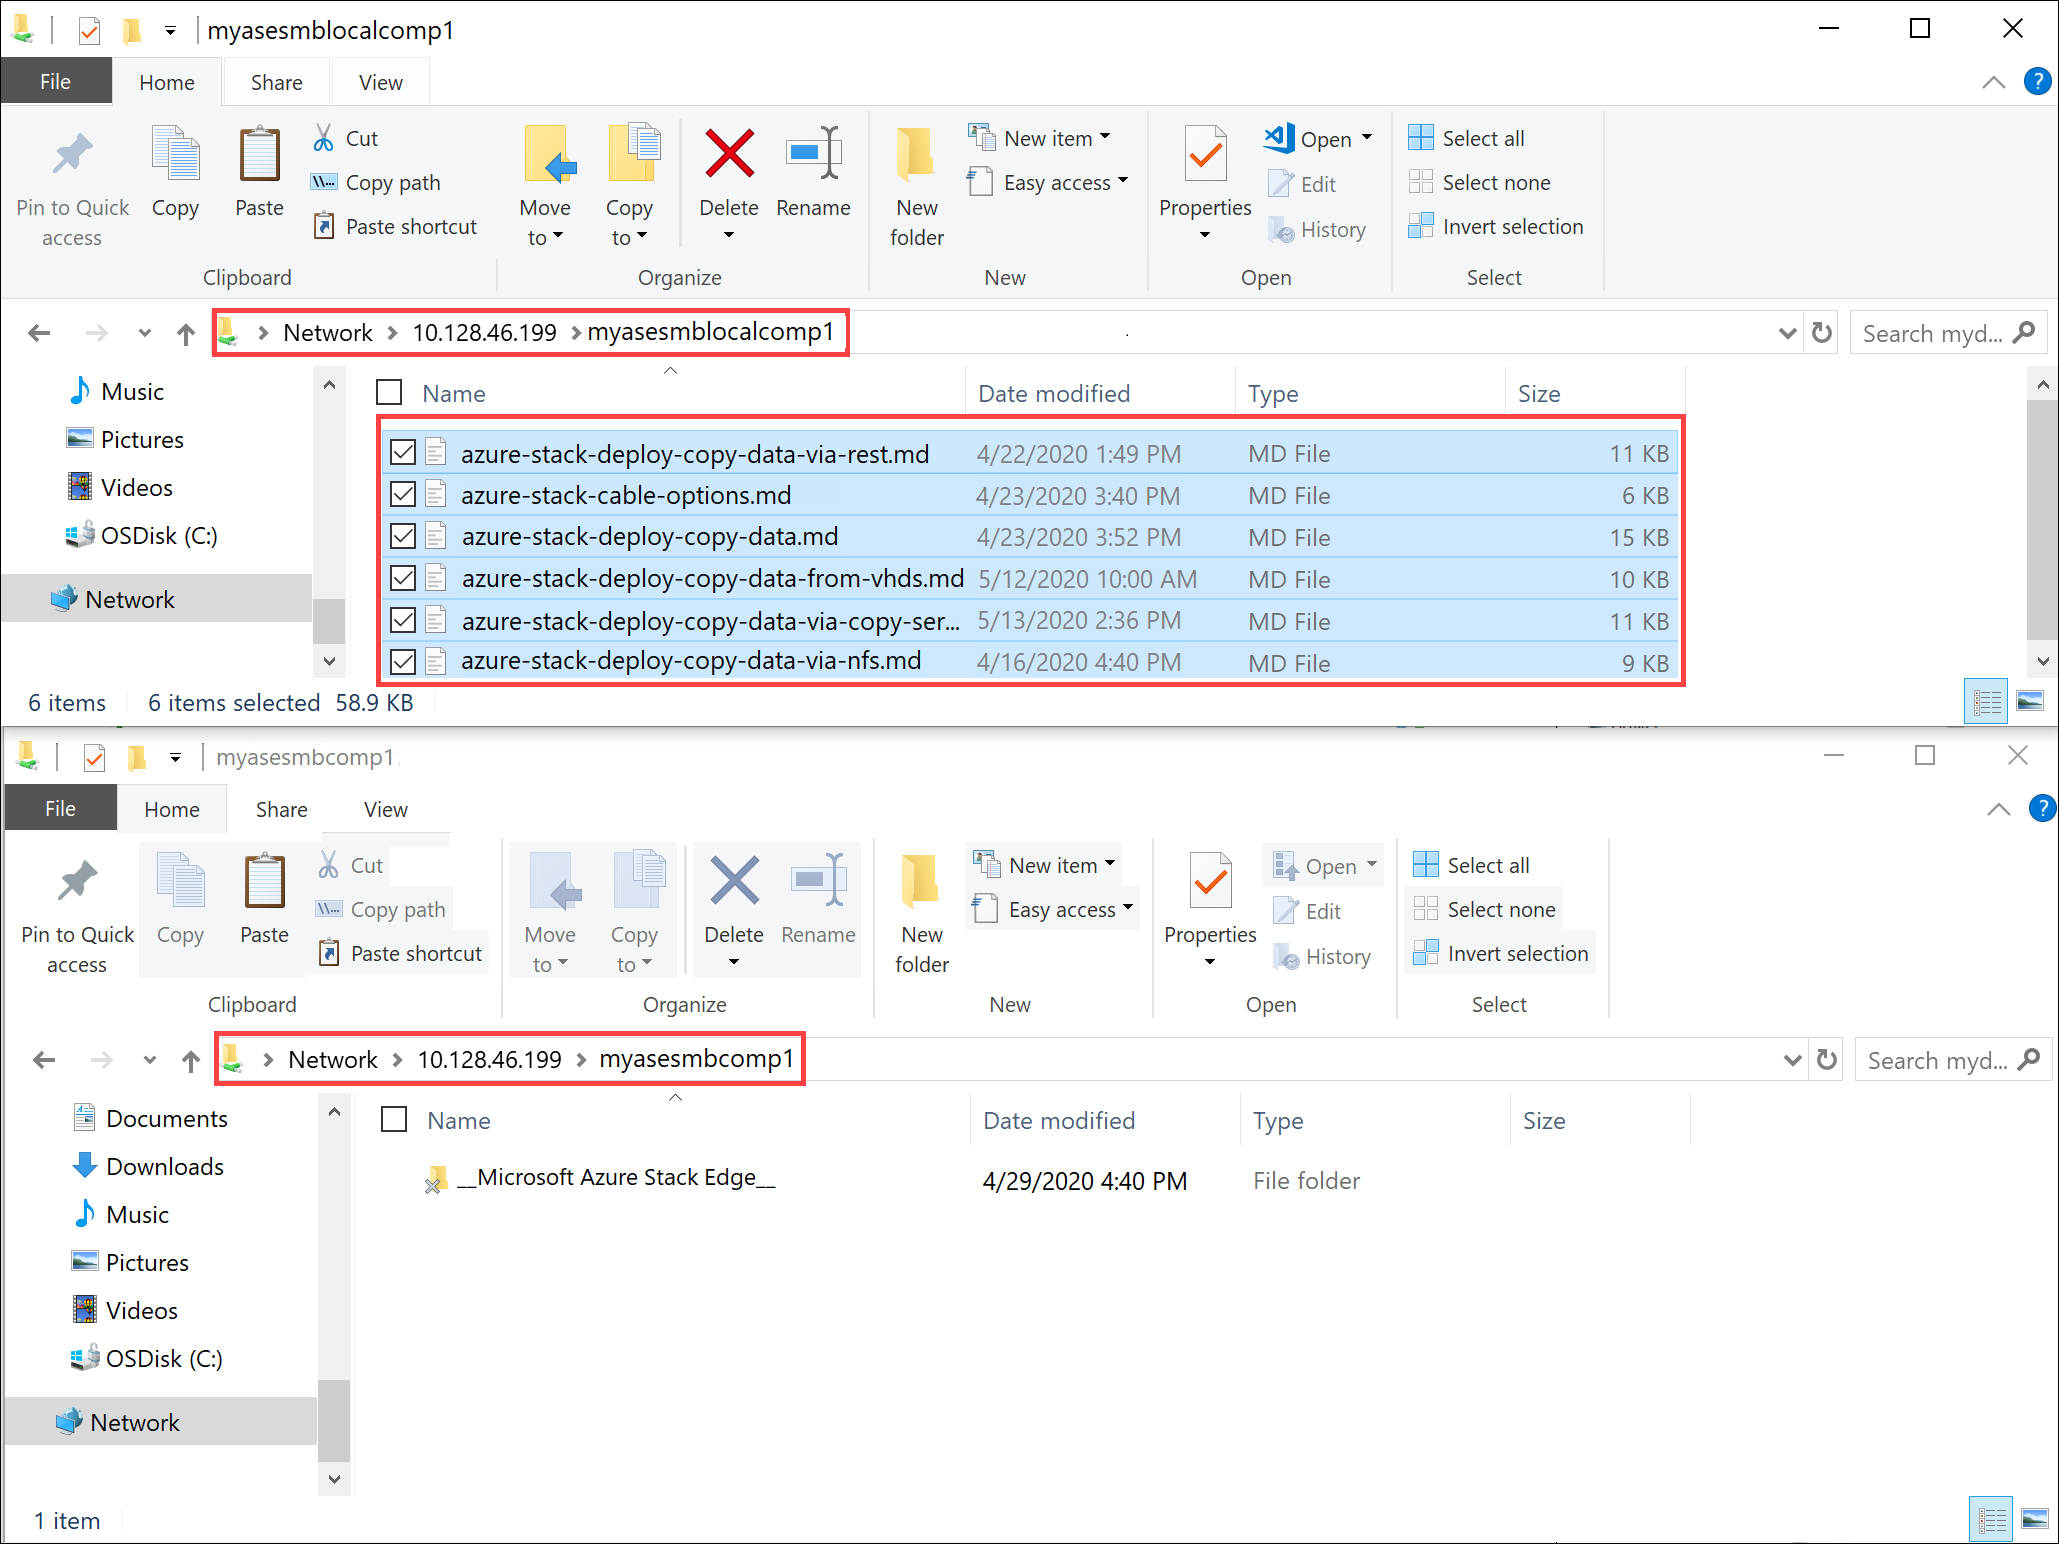 myasesmblocalcomp1
File Home Share View
Pin to Quick access
Copy
Paste
Cut
Copy path
Paste shortcut
Clipboard
Move to
Copy to
Delete
Rename
Organize
New folder
New item
Easy access
New
Properties
Open
Edit
History
Open
Select all
Select none
Invert selection
Select
Network 10.128.46.199 myasesmblocalcomp1
Search myd...
Music
Pictures
Videos
OSDisk (C:)
Network
Name Date modified Type Size
azure-stack-deploy-copy-data-via-rest.md 4/22/2020 1:49 PM MD File 11 KB
azure-stack-cable-options.md 4/23/2020 3:40 PM MD File 6 KB
azure-stack-deploy-copy-data.md 4/23/2020 3:52 PM MD File 15 KB
azure-stack-deploy-copy-data-from-vhds.md 5/12/2020 10:00 AM MD File 10 KB
azure-stack-deploy-copy-data-via-copy-ser... 5/13/2020 2:36 PM MD File 11 KB
azure-stack-deploy-copy-data-via-nfs.md 4/16/2020 4:40 PM MD File 9 KB
6 items 6 items selected 58.9 KB
myasesmbcomp1
File Home Share View
Pin to Quick access
Copy
Paste
Cut
Copy path
Paste shortcut
Clipboard
Move to
Copy to
Delete
Rename
Organize
New folder
New item
Easy access
New
Properties
Open
Edit
History
Open
Select all
Select none
Invert selection
Select
Network 10.128.46.199 myasesmbcomp1
Search myd...
Documents
Downloads
Music
Pictures
Videos
OSDisk (C:)
Network
Name Date modified Type Size
__Microsoft Azure Stack Edge__ 4/29/2020 4:40 PM File folder
1 item